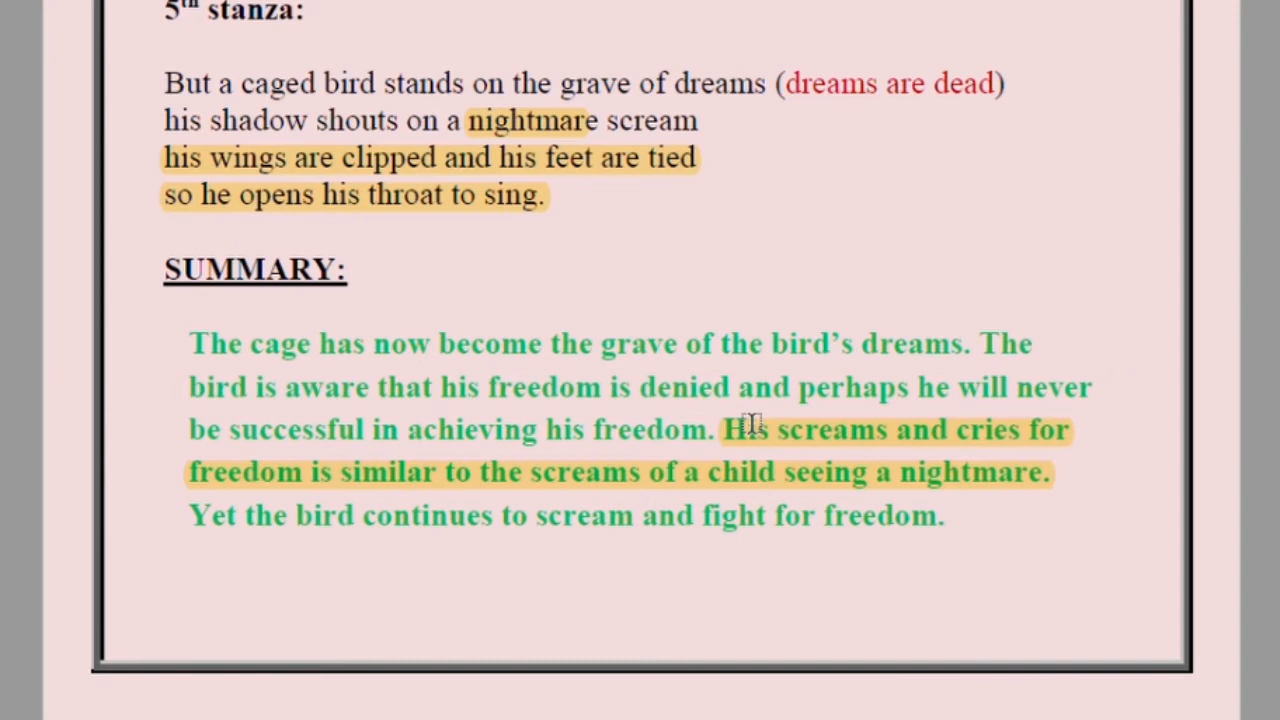 5th stanza:
But a caged bird stands on the grave of dreams (dreams are dead)
his shadow shouts on a nightmare scream
his wings are clipped and his feet are tied
so he opens his throat to sing.
SUMMARY:
The cage has now become the grave of the bird’s dreams. The
bird is aware that his freedom is denied and perhaps he will never
be successful in achieving his freedom. His screams and cries for
freedom is similar to the screams of a child seeing a nightmare.
Yet the bird continues to scream and fight for freedom.